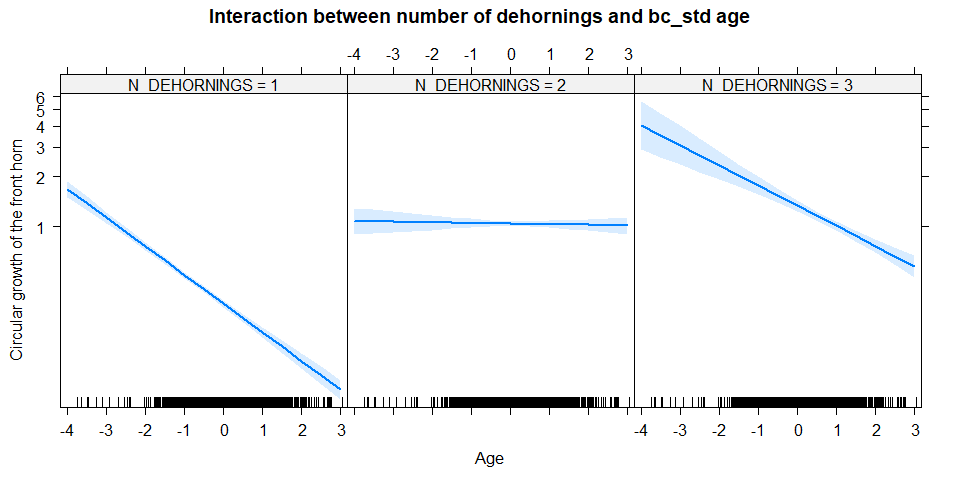 Interaction between number of dehornings and bc_std age
-4 -3 -2 -1 0 1 2 3
N_DEHORNINGS = 1 N_DEHORNINGS = 2 N_DEHORNINGS = 3
Circular growth of the front horn
6
5
4
3
2
1
-4 -3 -2 -1 0 1 2 3 -4 -3 -2 -1 0 1 2 3
Age